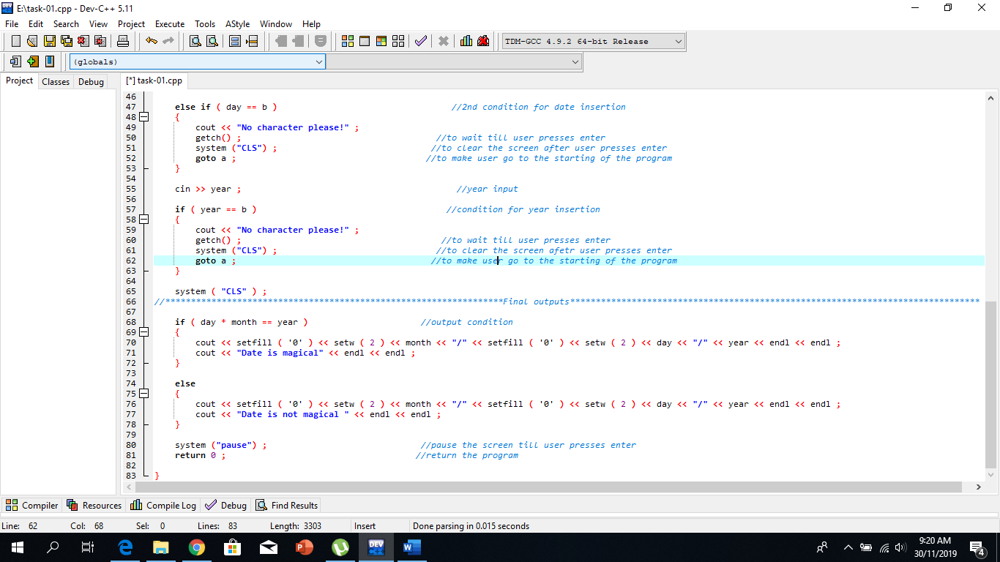 E:\task-01.cpp - Dev-C++ 5.11
File Edit Search View Project Execute Tools AStyle Window Help
TDM-GCC 4.9.2 64-bit Release
(globals)
Project Classes Debug [*] task-01.cpp
46
47 else if ( day == b ) //2nd condition for date insertion
48 {
49 cout << "No character please!" ;
50 getch() ; //to wait till user presses enter
51 system ("CLS") ; //to clear the screen after user presses enter
52 goto a ; //to make user go to the starting of the program
53 }
54
55 cin >> year ; //year input
56
57 if ( year == b ) //condition for year insertion
58 {
59 cout << "No character please!" ;
60 getch() ; //to wait till user presses enter
61 system ("CLS") ; //to clear the screen afetr user presses enter
62 goto a ; //to make user go to the starting of the program
63 }
64
65 system ( "CLS" ) ;
66 //******************************************************************Final outputs********************************************************************************
67
68 if ( day * month == year ) //output condition
69 {
70 cout << setfill ( '0' ) << setw ( 2 ) << month << "/" << setfill ( '0' ) << setw ( 2 ) << day << "/" << year << endl << endl ;
71 cout << "Date is magical" << endl << endl ;
72 }
73
74 else
75 {
76 cout << setfill ( '0' ) << setw ( 2 ) << month << "/" << setfill ( '0' ) << setw ( 2 ) << day << "/" << year << endl << endl ;
77 cout << "Date is not magical " << endl << endl ;
78 }
79
80 system ("pause") ; //pause the screen till user presses enter
81 return 0 ; //return the program
82
83 }
Compiler Resources Compile Log Debug Find Results
Line: 62 Col: 68 Sel: 0 Lines: 83 Length: 3303 Insert Done parsing in 0.015 seconds
9:20 AM
30/11/2019
4